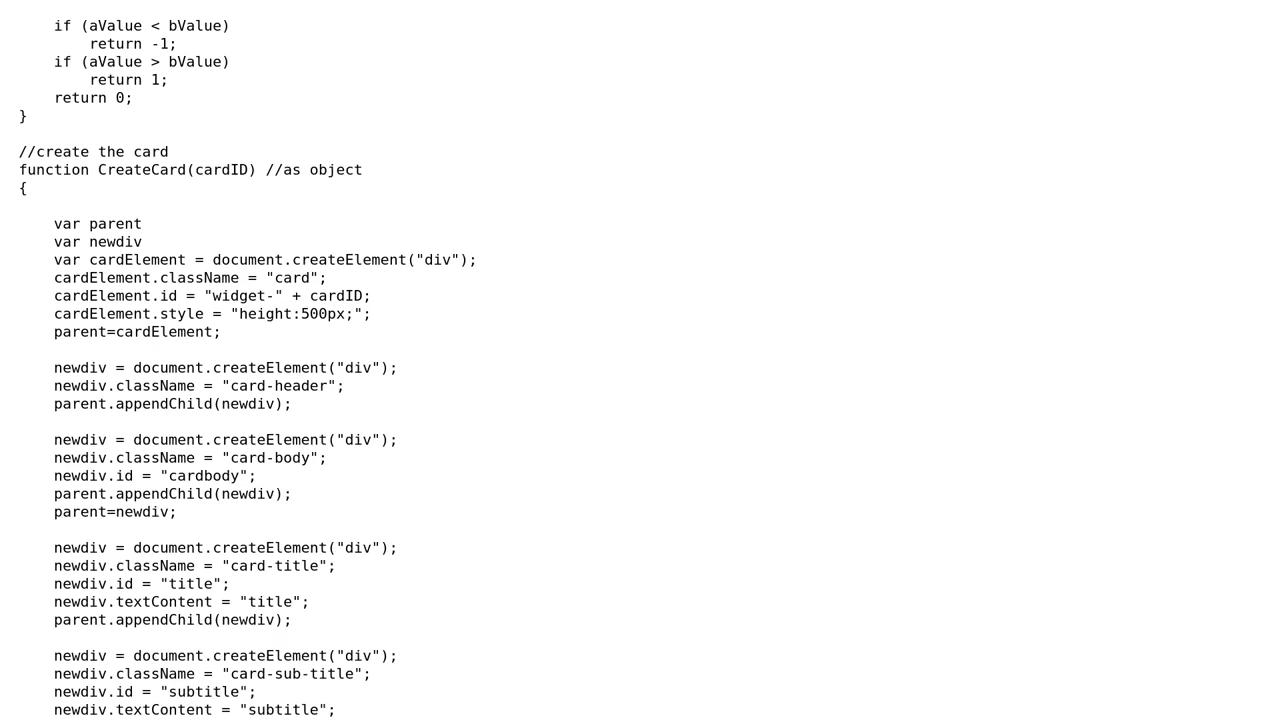 if (aValue < bValue)
        return -1;
    if (aValue > bValue)
        return 1;
    return 0;
}

//create the card
function CreateCard(cardID) //as object
{

    var parent
    var newdiv
    var cardElement = document.createElement("div");
    cardElement.className = "card";
    cardElement.id = "widget-" + cardID;
    cardElement.style = "height:500px;";
    parent=cardElement;

    newdiv = document.createElement("div");
    newdiv.className = "card-header";
    parent.appendChild(newdiv);

    newdiv = document.createElement("div");
    newdiv.className = "card-body";
    newdiv.id = "cardbody";
    parent.appendChild(newdiv);
    parent=newdiv;

    newdiv = document.createElement("div");
    newdiv.className = "card-title";
    newdiv.id = "title";
    newdiv.textContent = "title";
    parent.appendChild(newdiv);

    newdiv = document.createElement("div");
    newdiv.className = "card-sub-title";
    newdiv.id = "subtitle";
    newdiv.textContent = "subtitle";